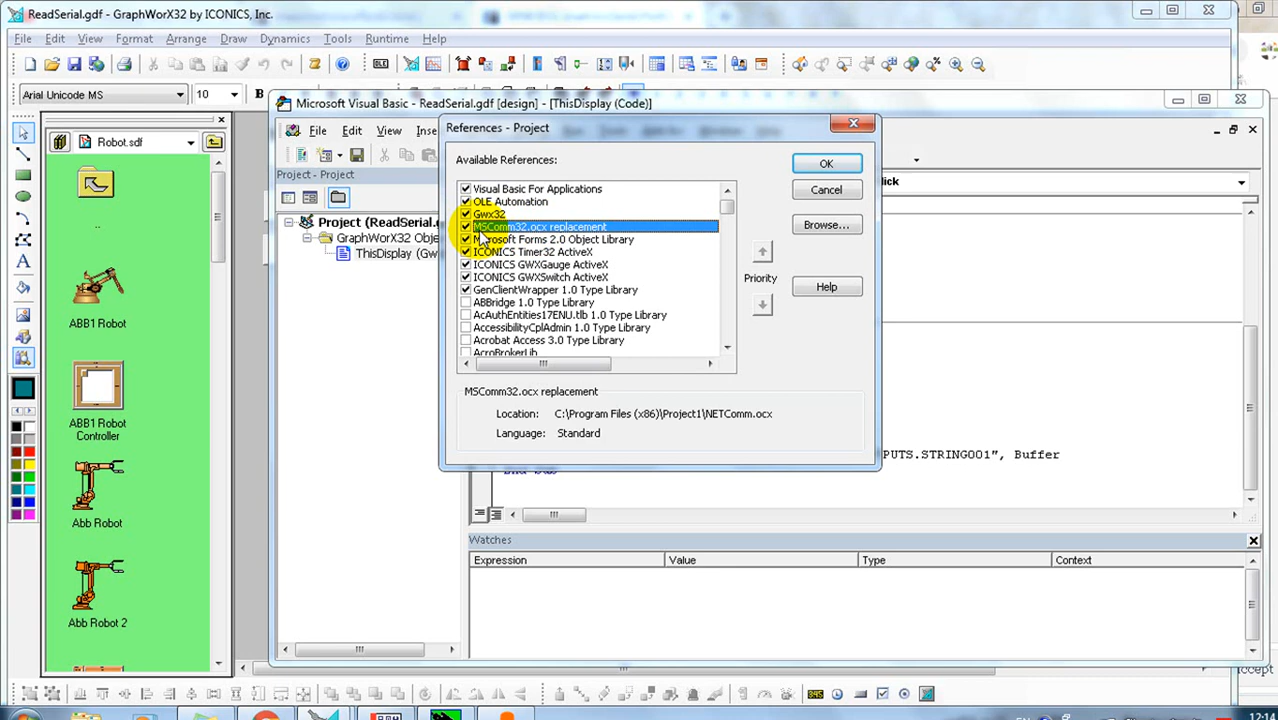 ReadSerial.gdf - GraphWorX32 by ICONICS, Inc.
File Edit View Format Arrange Draw Dynamics Tools Runtime Help
OLE
Arial Unicode MS 10 B
Microsoft Visual Basic - ReadSerial.gdf [design] - [ThisDisplay (Code)]
File Edit View Inse
Robot.sdf
..
ABB1 Robot
ABB1 Robot
Controller
Abb Robot
Abb Robot 2
Project - Project
Project (ReadSerial.g
GraphWorX32 Obje
ThisDisplay (Gw
References - Project
Available References:
Visual Basic For Applications
OLE Automation
Gwx32
MSComm32.ocx replacement
Microsoft Forms 2.0 Object Library
ICONICS Timer32 ActiveX
ICONICS GWXGauge ActiveX
ICONICS GWXSwitch ActiveX
GenClientWrapper 1.0 Type Library
ABBridge 1.0 Type Library
AcAuthEntities17ENU.tlb 1.0 Type Library
AccessibilityCplAdmin 1.0 Type Library
Acrobat Access 3.0 Type Library
AcroBrokerLib
OK
Cancel
Browse...
Priority
Help
MSComm32.ocx replacement
Location: C:\Program Files (x86)\Project1\NETComm.ocx
Language: Standard
lick
PUTS.STRING001", Buffer
Watches
Expression Value Type Context
12:14